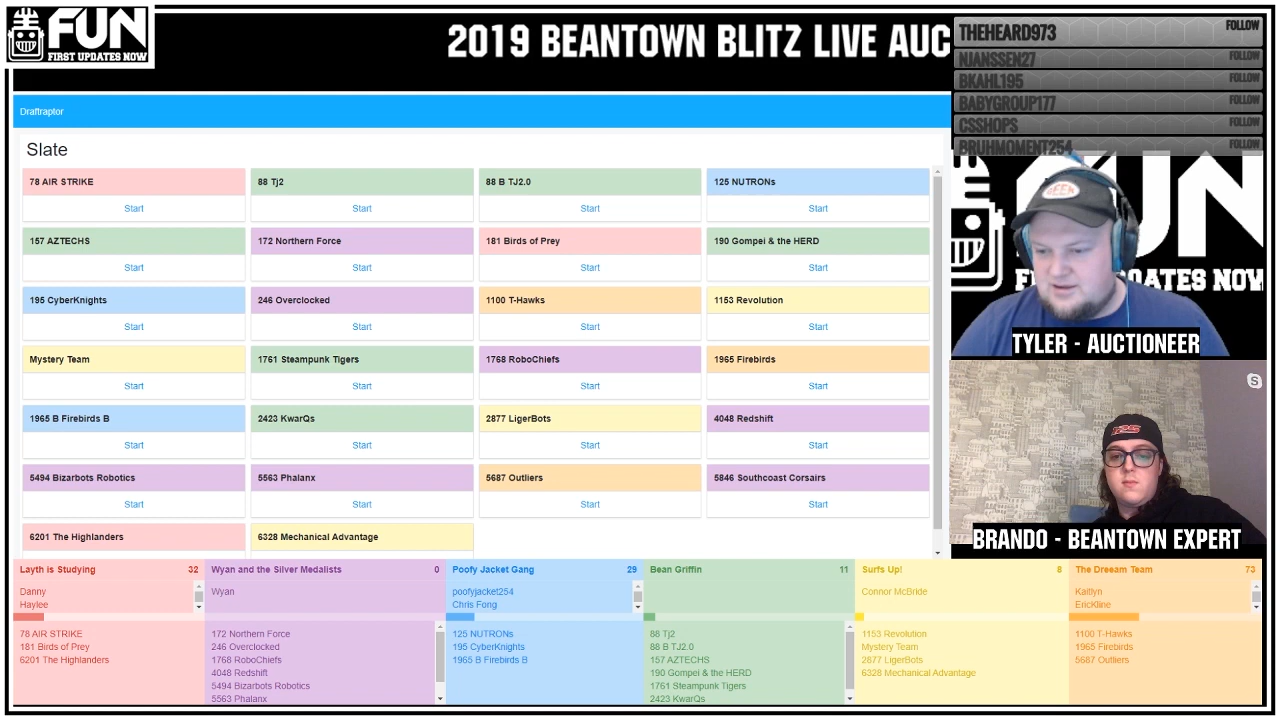 FUN
FIRST UPDATES NOW
2019 BEANTOWN BLITZ LIVE AUC
THEHEARD973 FOLLOW
NJANSSEN27 FOLLOW
BKAHL195 FOLLOW
BABYGROUP177 FOLLOW
CSSHOPS FOLLOW
BRUHMOMENT254 FOLLOW
Draftraptor
Slate
78 AIR STRIKE 88 Tj2 88 B TJ2.0 125 NUTRONs
Start Start Start Start
157 AZTECHS 172 Northern Force 181 Birds of Prey 190 Gompei & the HERD
Start Start Start Start
195 CyberKnights 246 Overclocked 1100 T-Hawks 1153 Revolution
Start Start Start Start
Mystery Team 1761 Steampunk Tigers 1768 RoboChiefs 1965 Firebirds
Start Start Start Start
1965 B Firebirds B 2423 KwarQs 2877 LigerBots 4048 Redshift
Start Start Start Start
5494 Bizarbots Robotics 5563 Phalanx 5687 Outliers 5846 Southcoast Corsairs
Start Start Start Start
6201 The Highlanders 6328 Mechanical Advantage
GEEK
UN
UPDATES NOW
TYLER - AUCTIONEER
BRANDO - BEANTOWN EXPERT
Layth is Studying 32
Danny
Haylee
78 AIR STRIKE
181 Birds of Prey
6201 The Highlanders
Wyan and the Silver Medalists 0
Wyan
172 Northern Force
246 Overclocked
1768 RoboChiefs
4048 Redshift
5494 Bizarbots Robotics
5563 Phalanx
Poofy Jacket Gang 29
poofyjacket254
Chris Fong
125 NUTRONs
195 CyberKnights
1965 B Firebirds B
Bean Griffin 11
88 Tj2
88 B TJ2.0
157 AZTECHS
190 Gompei & the HERD
1761 Steampunk Tigers
2423 KwarQs
Surfs Up! 8
Connor McBride
1153 Revolution
Mystery Team
2877 LigerBots
6328 Mechanical Advantage
The Dreeam Team 73
Kaitlyn
EricKline
1100 T-Hawks
1965 Firebirds
5687 Outliers